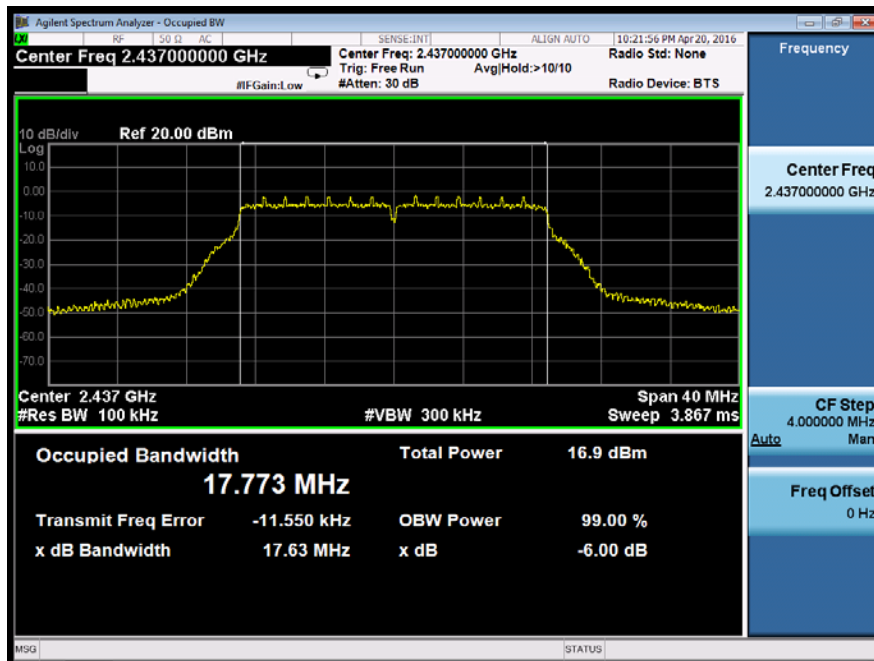 Agilent Spectrum Analyzer - Occupied BW
RF 50 Ω AC SENSE:INT ALIGN AUTO 10:21:56 PM Apr 20, 2016
Center Freq 2.437000000 GHz
Center Freq: 2.437000000 GHz Radio Std: None
Trig: Free Run Avg|Hold:>10/10
#IFGain:Low #Atten: 30 dB Radio Device: BTS
Frequency
10 dB/div Ref 20.00 dBm
Log
10.0
0.00
-10.0
-20.0
-30.0
-40.0
-50.0
-60.0
-70.0
Center 2.437 GHz Span 40 MHz
#Res BW 100 kHz #VBW 300 kHz Sweep 3.867 ms
Center Freq
2.437000000 GHz
CF Step
4.000000 MHz
Auto Man
Freq Offset
0 Hz
Occupied Bandwidth Total Power 16.9 dBm
17.773 MHz
Transmit Freq Error -11.550 kHz OBW Power 99.00 %
x dB Bandwidth 17.63 MHz x dB -6.00 dB
MSG STATUS